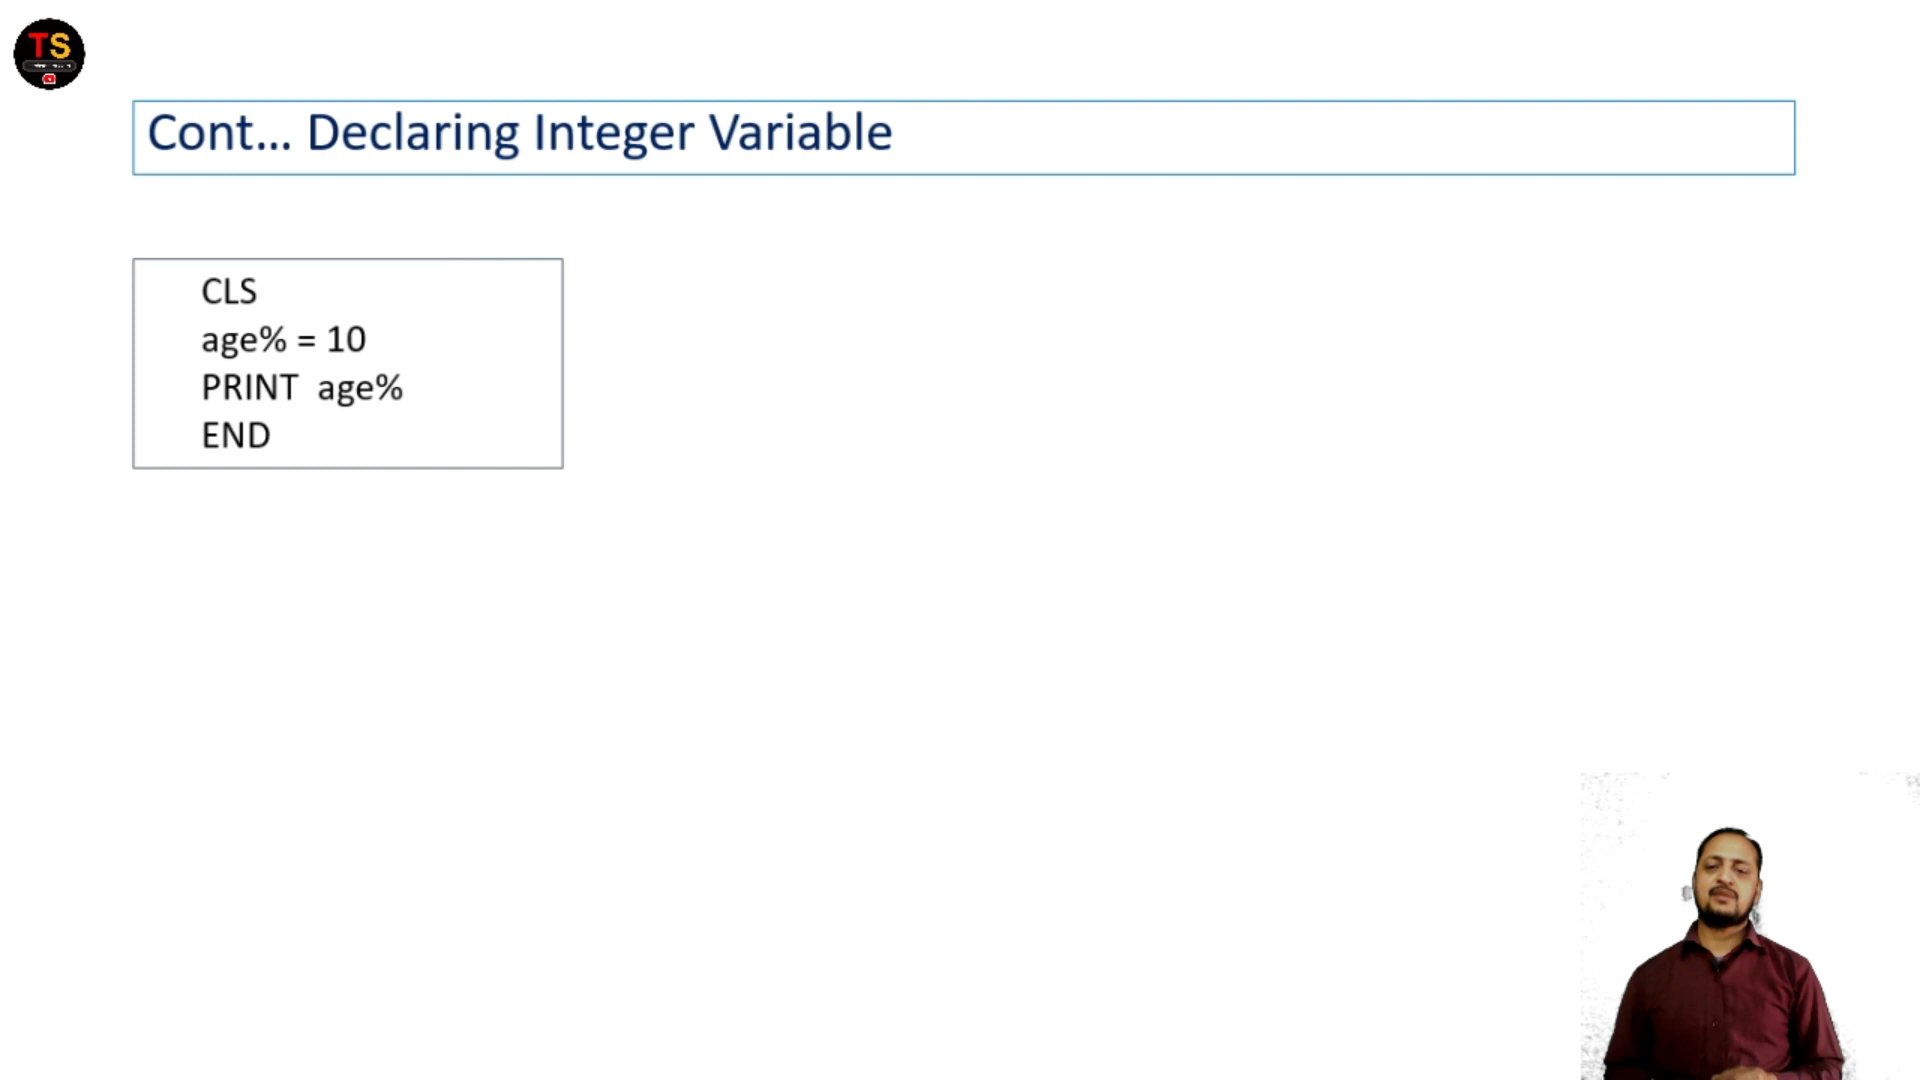 TS
Cont... Declaring Integer Variable
CLS
age% = 10
PRINT  age%
END